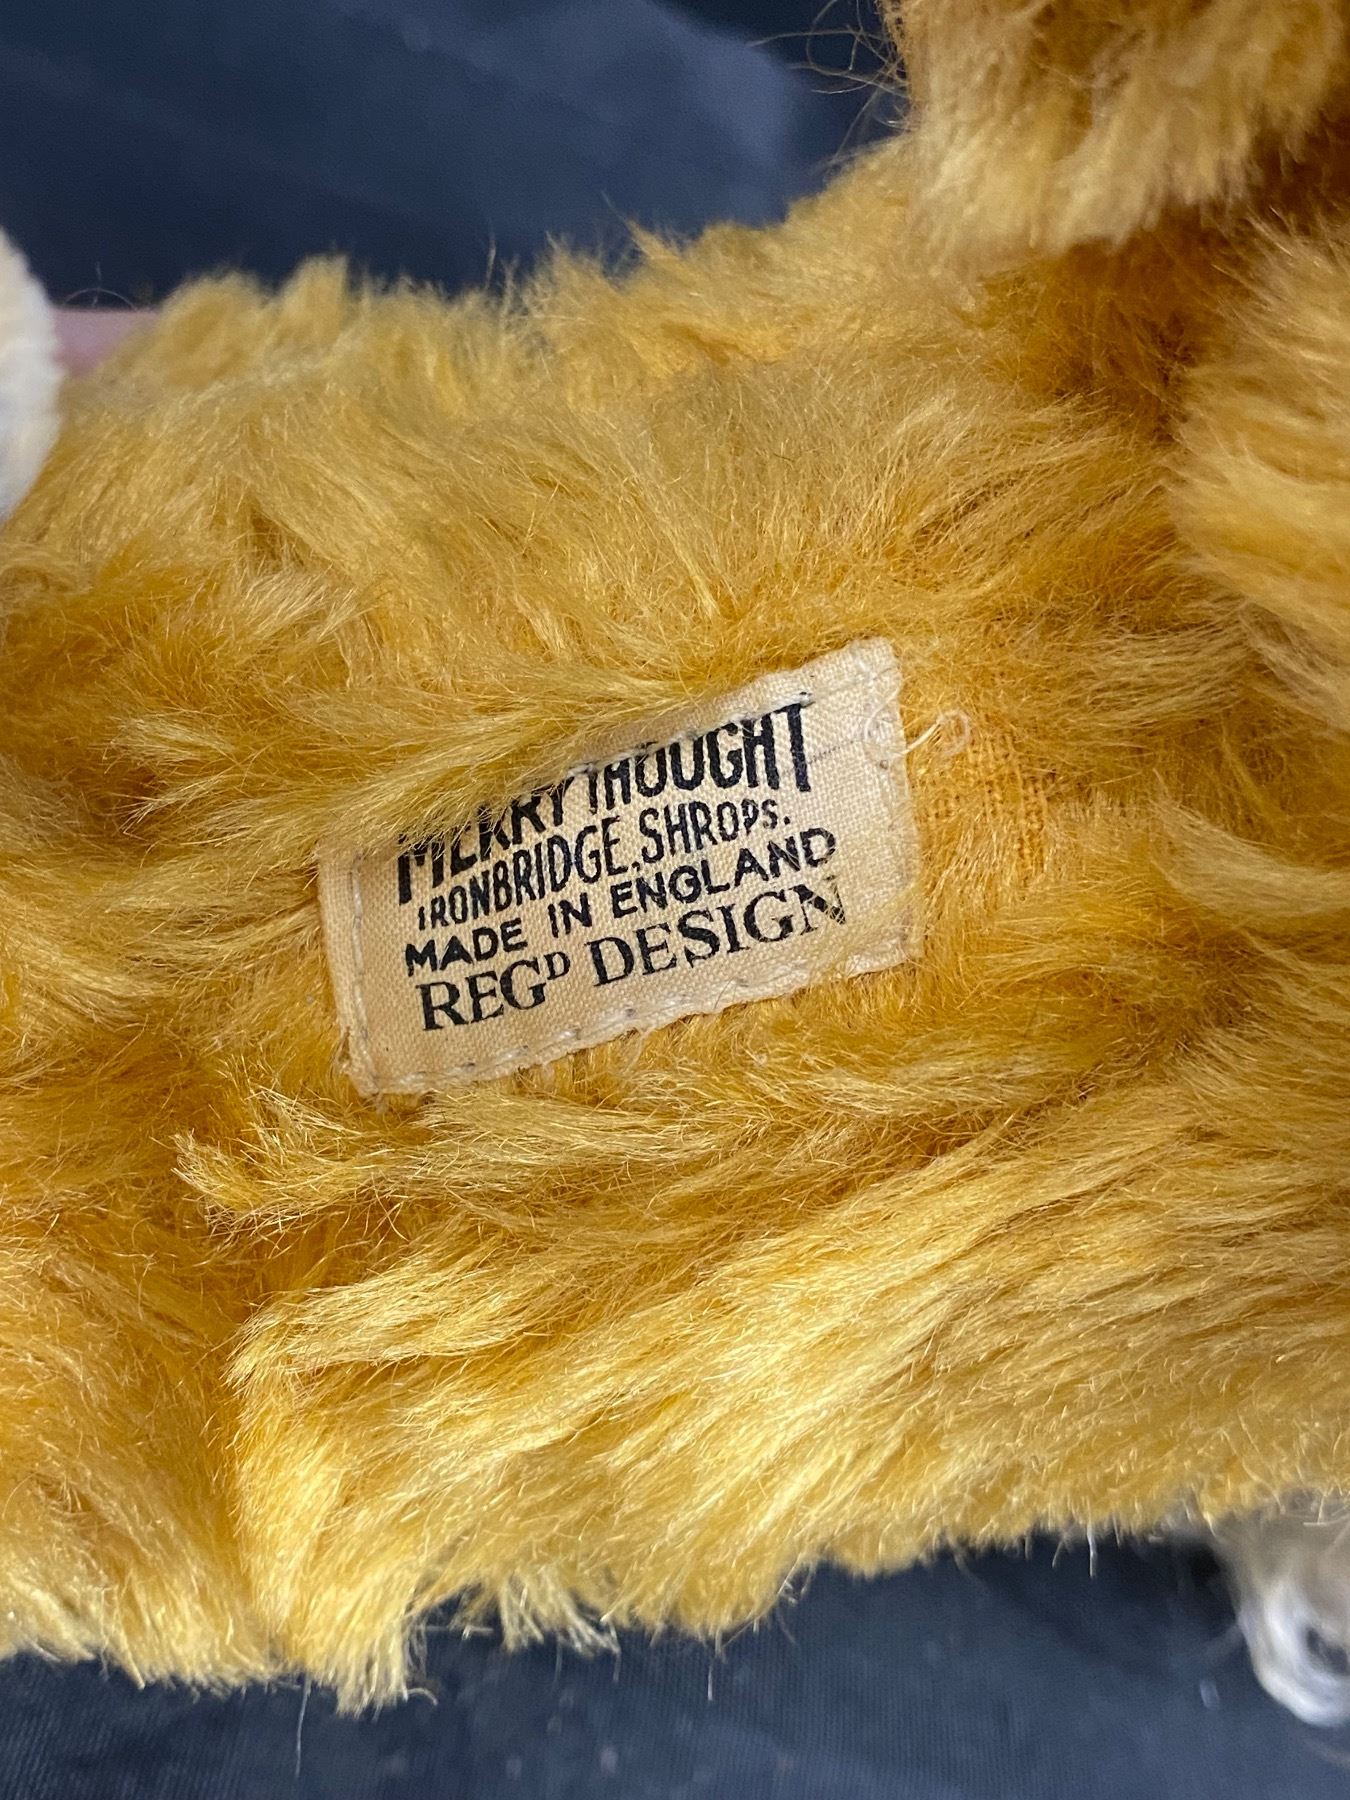 MERRYTHOUGHT
IRONBRIDGE. SHROPS.
MADE IN ENGLAND
REGD DESIGN